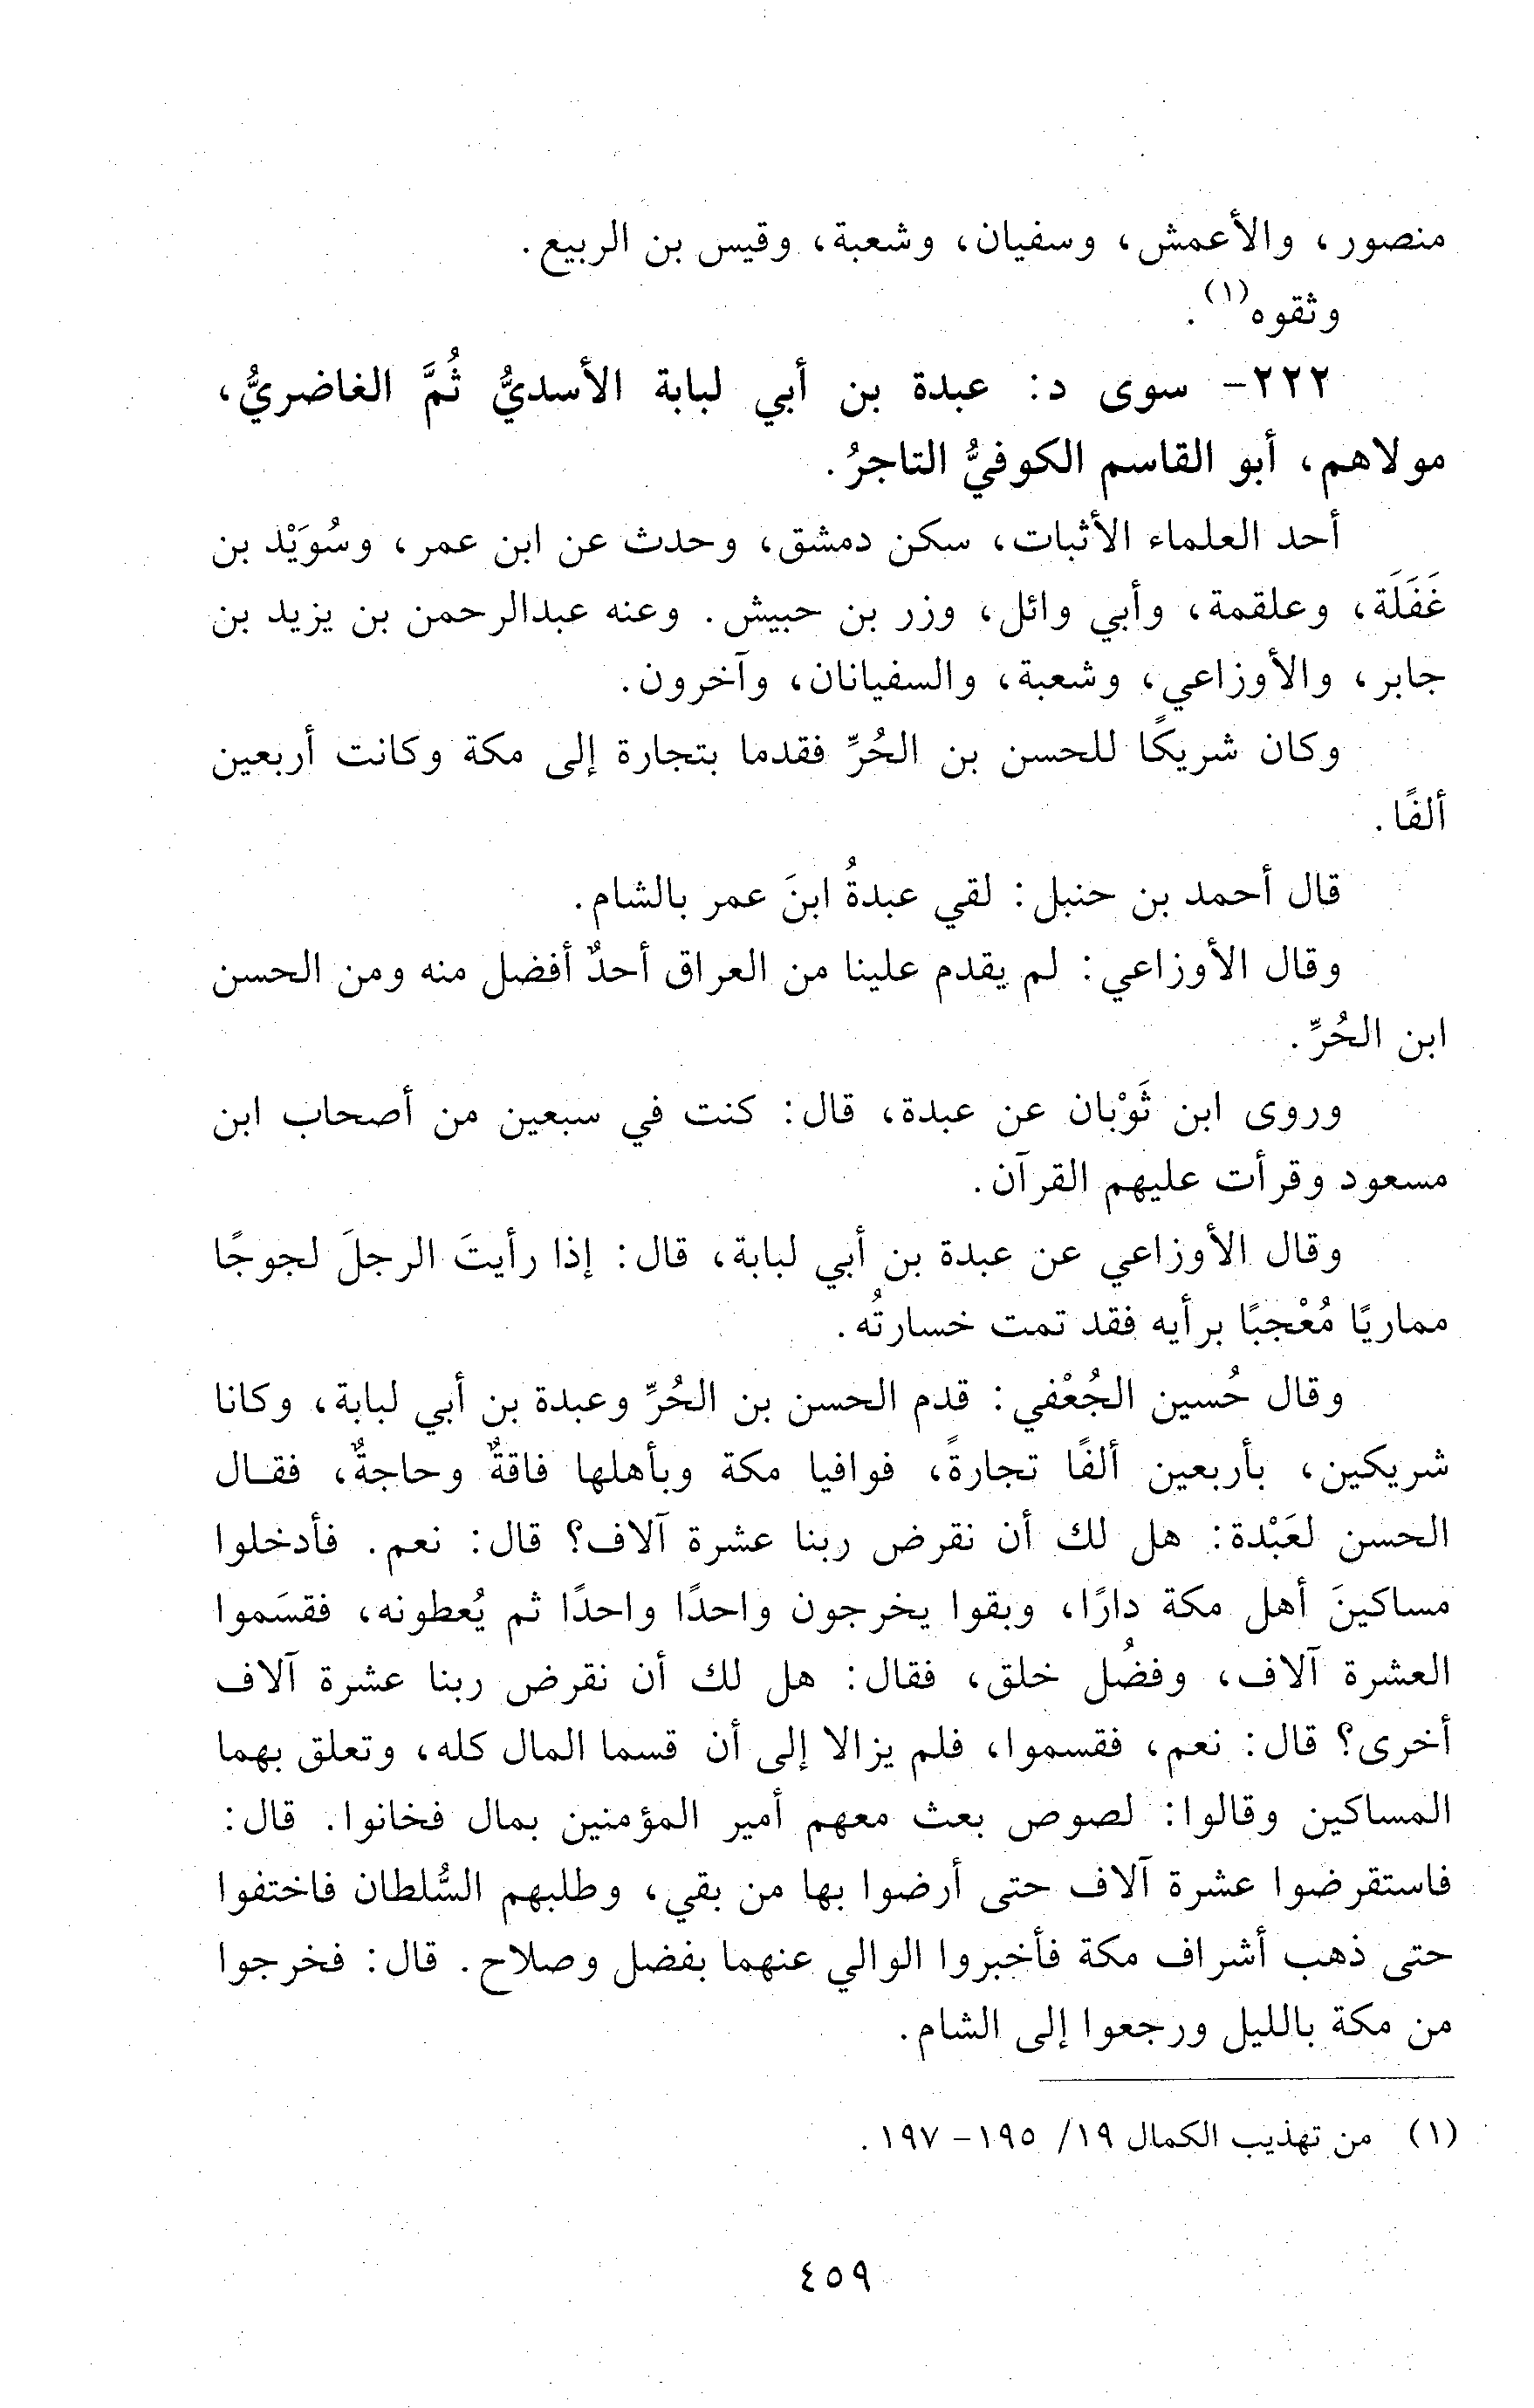 منصور، والأعمش، وسفيان، وشعبة، وقيس بن الربيع.
وثقوه(١).
٢٢٢- سوى د: عبدة بن أبي لبابة الأسديُّ ثُمَّ الغاضريُّ،
مولاهم، أبو القاسم الكوفيُّ التاجرُ.
أحد العلماء الأثبات، سكن دمشق، وحدث عن ابن عمر، وسُوَيْد بن
غَفَلَة، وعلقمة، وأبي وائل، وزر بن حبيش. وعنه عبدالرحمن بن يزيد بن
جابر، والأوزاعي، وشعبة، والسفيانان، وآخرون.
وكان شريكًا للحسن بن الحُرِّ فقدما بتجارة إلى مكة وكانت أربعين
ألفًا.
قال أحمد بن حنبل: لقي عبدةُ ابنَ عمر بالشام.
وقال الأوزاعي: لم يقدم علينا من العراق أحدٌ أفضل منه ومن الحسن
ابن الحُرِّ.
وروى ابن ثَوْبان عن عبدة، قال: كنت في سبعين من أصحاب ابن
مسعود وقرأت عليهم القرآن.
وقال الأوزاعي عن عبدة بن أبي لبابة، قال: إذا رأيتَ الرجلَ لجوجًا
مماريًا مُعْجبًا برأيه فقد تمت خسارتُه.
وقال حُسين الجُعْفي: قدم الحسن بن الحُرِّ وعبدة بن أبي لبابة، وكانا
شريكين، بأربعين ألفًا تجارةً، فوافيا مكة وبأهلها فاقةٌ وحاجةٌ، فقال
الحسن لعَبْدة: هل لك أن نقرض ربنا عشرة آلاف؟ قال: نعم. فأدخلوا
مساكينَ أهل مكة دارًا، وبقوا يخرجون واحدًا واحدًا ثم يُعطونه، فقسَموا
العشرة آلاف، وفضُل خلق، فقال: هل لك أن نقرض ربنا عشرة آلاف
أخرى؟ قال: نعم، فقسموا، فلم يزالا إلى أن قسما المال كله، وتعلق بهما
المساكين وقالوا: لصوص بعث معهم أمير المؤمنين بمال فخانوا. قال:
فاستقرضوا عشرة آلاف حتى أرضوا بها من بقي، وطلبهم السُّلطان فاختفوا
حتى ذهب أشراف مكة فأخبروا الوالي عنهما بفضل وصلاح. قال: فخرجوا
من مكة بالليل ورجعوا إلى الشام.
(١) من تهذيب الكمال ١٩/ ١٩٥- ١٩٧.
٤٥٩